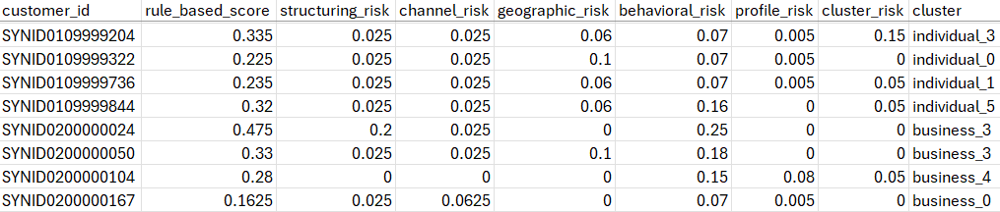 customer_id rule_based_score structuring_risk channel_risk geographic_risk behavioral_risk profile_risk cluster_risk cluster
SYNID0109999204 0.335 0.025 0.025 0.06 0.07 0.005 0.15 individual_3
SYNID0109999322 0.225 0.025 0.025 0.1 0.07 0.005 0 individual_0
SYNID0109999736 0.235 0.025 0.025 0.06 0.07 0.005 0.05 individual_1
SYNID0109999844 0.32 0.025 0.025 0.06 0.16 0 0.05 individual_5
SYNID0200000024 0.475 0.2 0.025 0 0.25 0 0 business_3
SYNID0200000050 0.33 0.025 0.025 0.1 0.18 0 0 business_3
SYNID0200000104 0.28 0 0 0 0.15 0.08 0.05 business_4
SYNID0200000167 0.1625 0.025 0.0625 0 0.07 0.005 0 business_0